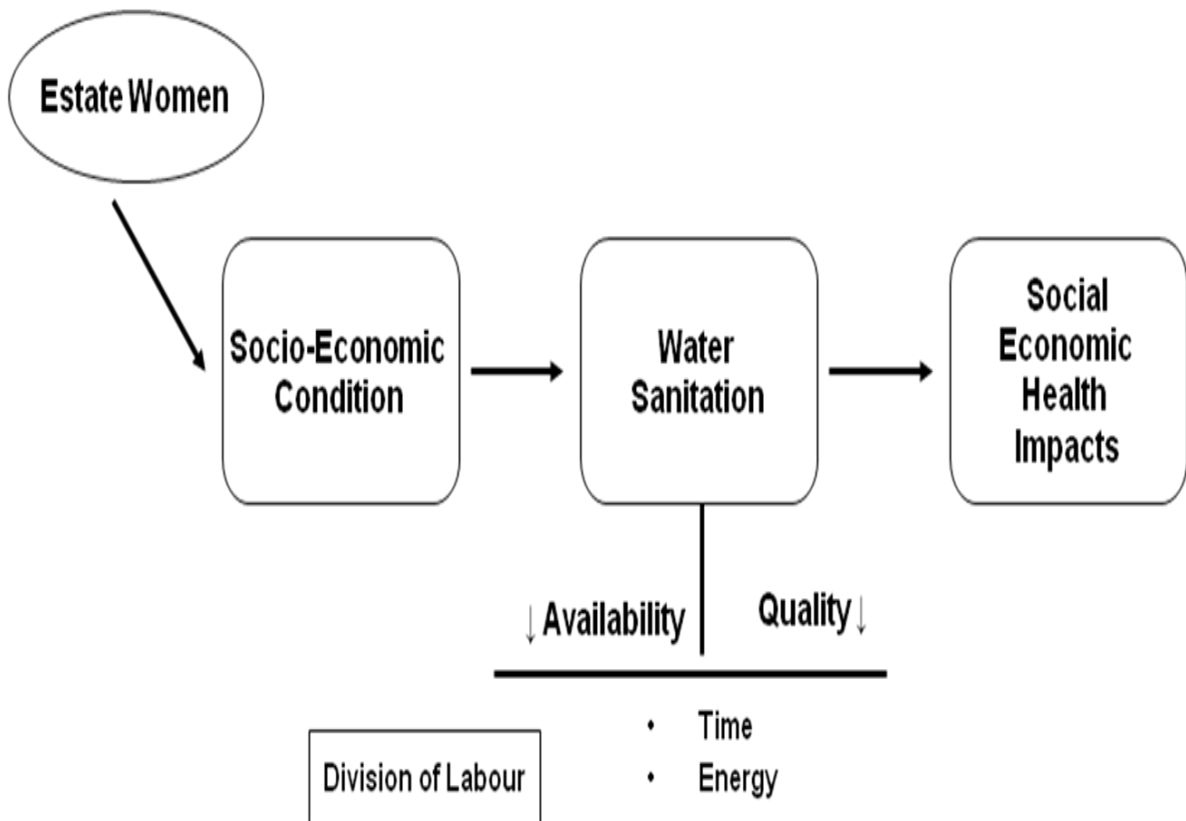 Estate Women
Socio-Economic
Condition
Water
Sanitation
Social
Economic
Health
Impacts
↓ Availability
Quality ↓
• Time
• Energy
Division of Labour